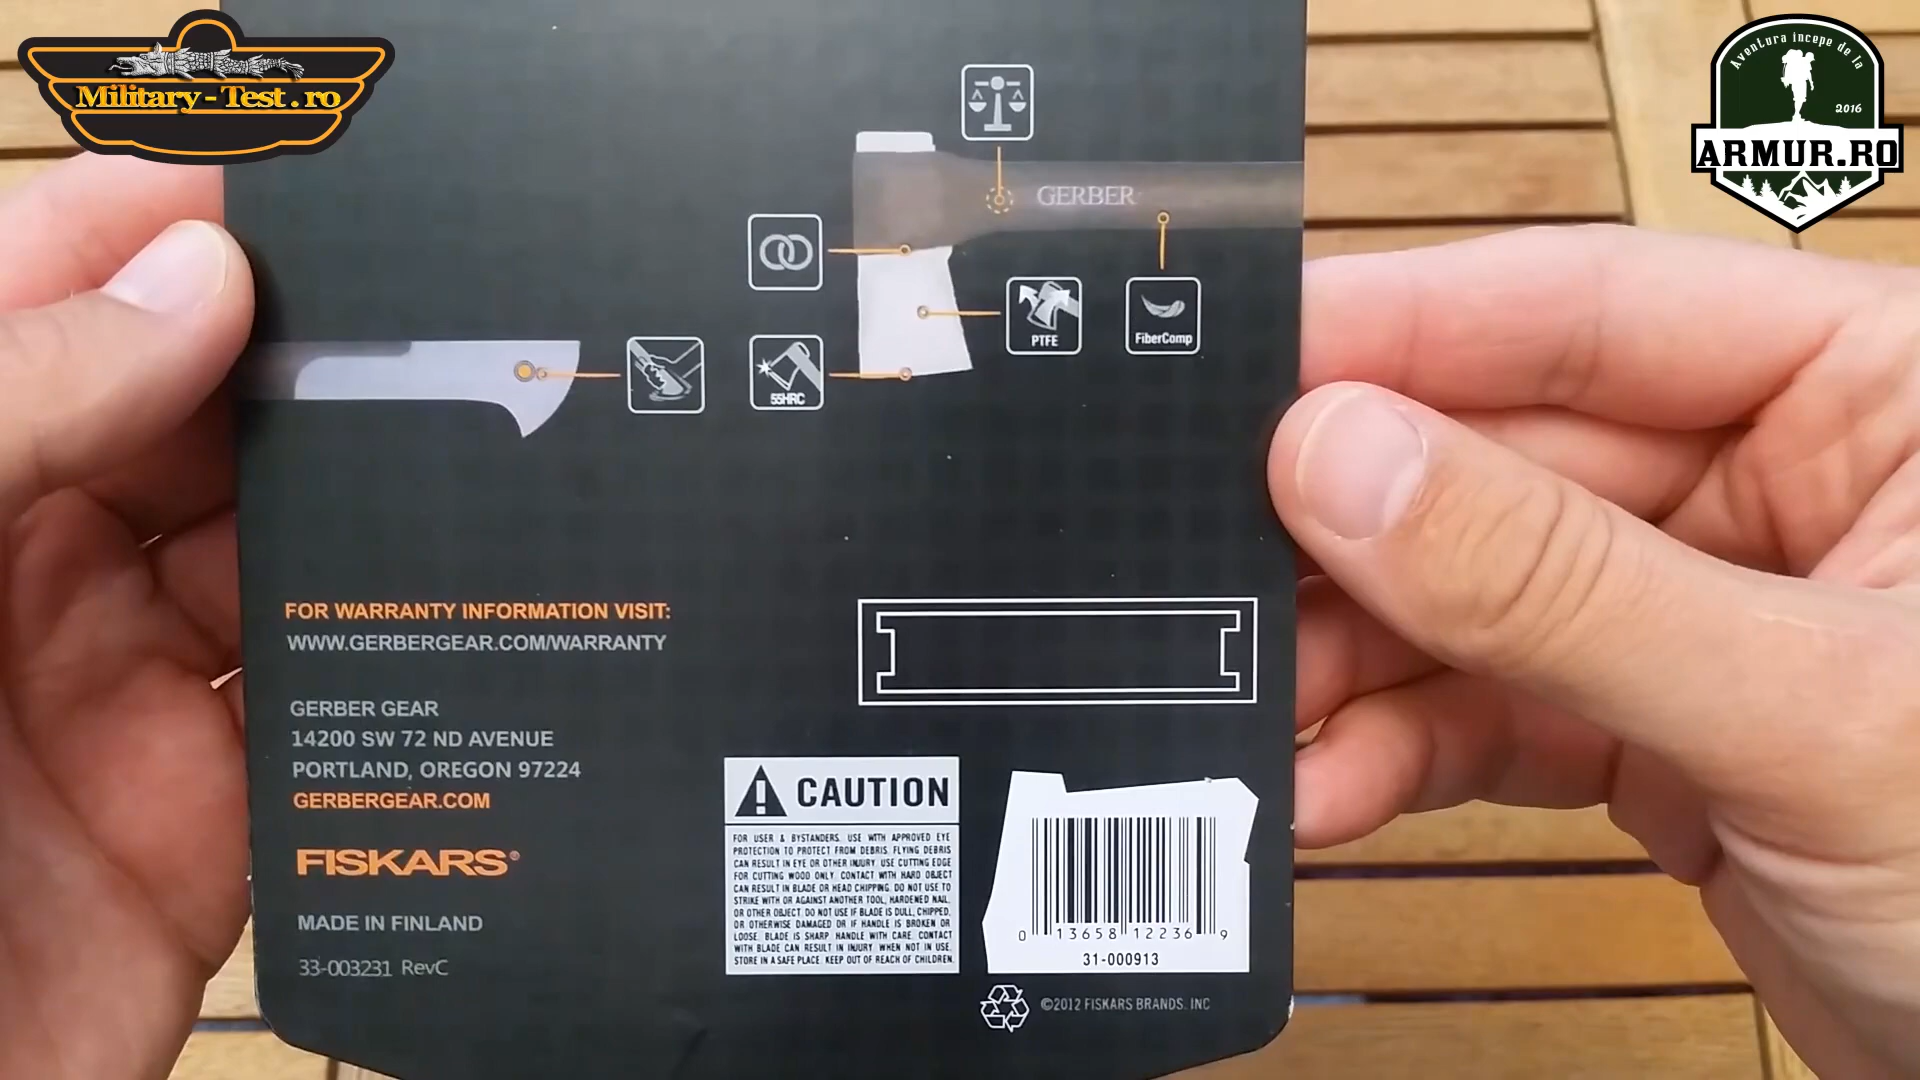 Military-Test.ro
Aventura începe de la
2016
ARMUR.RO
GERBER
PTFE
FiberComp
55HRC
FOR WARRANTY INFORMATION VISIT:
WWW.GERBERGEAR.COM/WARRANTY
GERBER GEAR
14200 SW 72 ND AVENUE
PORTLAND, OREGON 97224
GERBERGEAR.COM
FISKARS®
MADE IN FINLAND
33-003231 RevC
CAUTION
FOR USER & BYSTANDERS. USE WITH APPROVED EYE
PROTECTION TO PROTECT FROM DEBRIS. FLYING DEBRIS
CAN RESULT IN EYE OR OTHER INJURY. USE CUTTING EDGE
FOR CUTTING WOOD ONLY. CONTACT WITH HARD OBJECT
CAN RESULT IN BLADE OR HEAD CHIPPING. DO NOT USE TO
STRIKE WITH OR AGAINST ANOTHER TOOL, HARDENED NAIL,
OR OTHER OBJECT. DO NOT USE IF BLADE IS DULL, CHIPPED,
OR OTHERWISE DAMAGED OR IF HANDLE IS BROKEN OR
LOOSE. BLADE IS SHARP. HANDLE WITH CARE. CONTACT
WITH BLADE CAN RESULT IN INJURY. WHEN NOT IN USE,
STORE IN A SAFE PLACE. KEEP OUT OF REACH OF CHILDREN.
0 13658 12236 9
31-000913
©2012 FISKARS BRANDS, INC